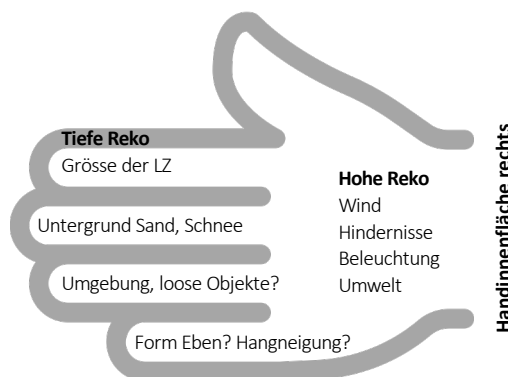 Tiefe Reko
Grösse der LZ
Untergrund Sand, Schnee
Umgebung, loose Objekte?
Form Eben? Hangneigung?
Hohe Reko
Wind
Hindernisse
Beleuchtung
Umwelt
Handinnenfläche rechts